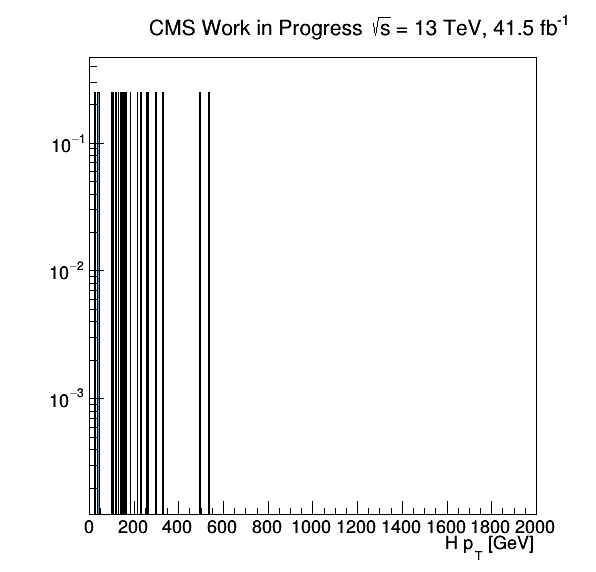 CMS Work in Progress √s = 13 TeV, 41.5 fb⁻¹
10⁻¹
10⁻²
10⁻³
0 200 400 600 800 1000 1200 1400 1600 1800 2000
H p_T [GeV]